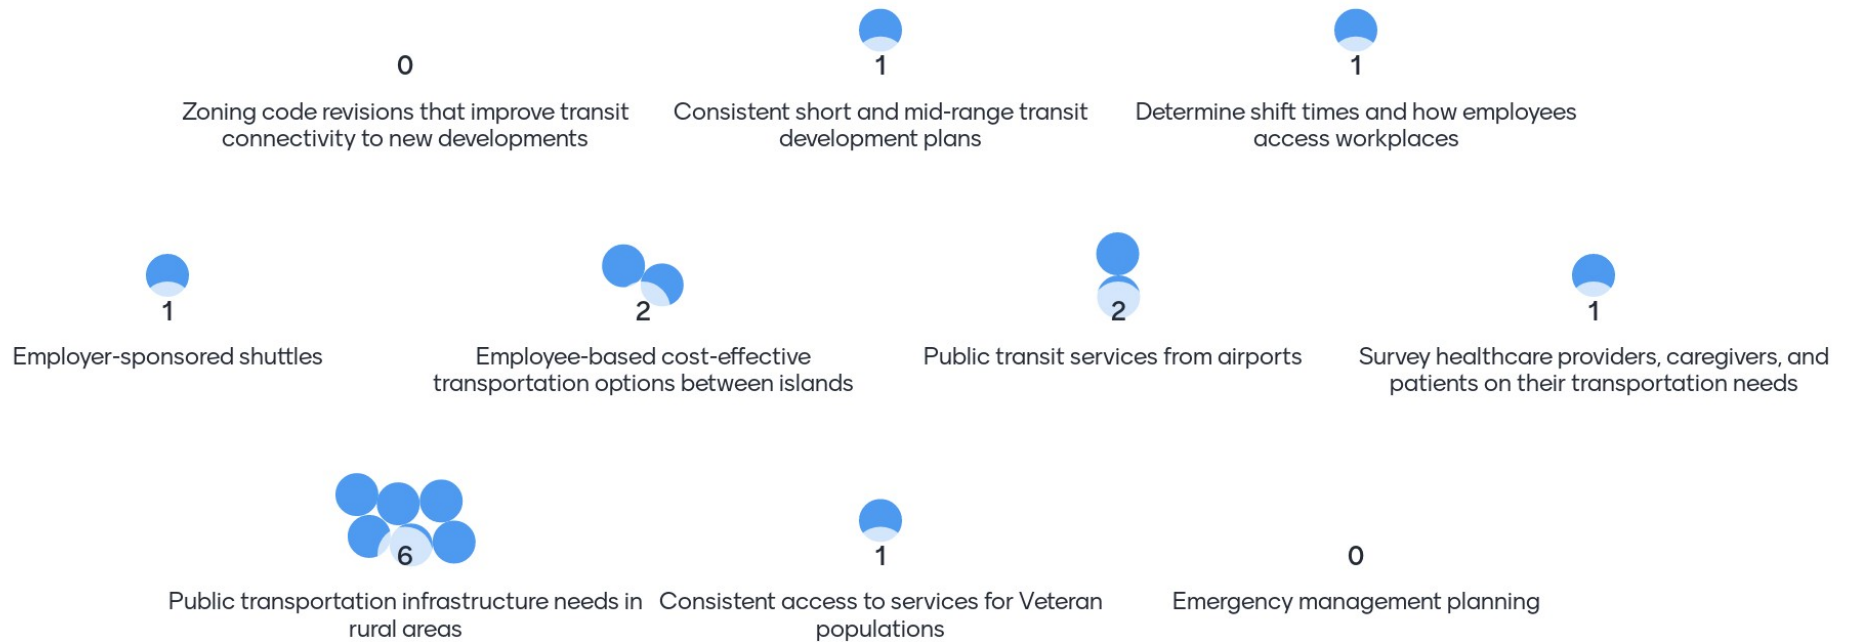 0
1
1
Zoning code revisions that improve transit
connectivity to new developments
Consistent short and mid-range transit
development plans
Determine shift times and how employees
access workplaces
1
2
2
1
Employer-sponsored shuttles
Employee-based cost-effective
transportation options between islands
Public transit services from airports
Survey healthcare providers, caregivers, and
patients on their transportation needs
6
1
0
Public transportation infrastructure needs in
rural areas
Consistent access to services for Veteran
populations
Emergency management planning